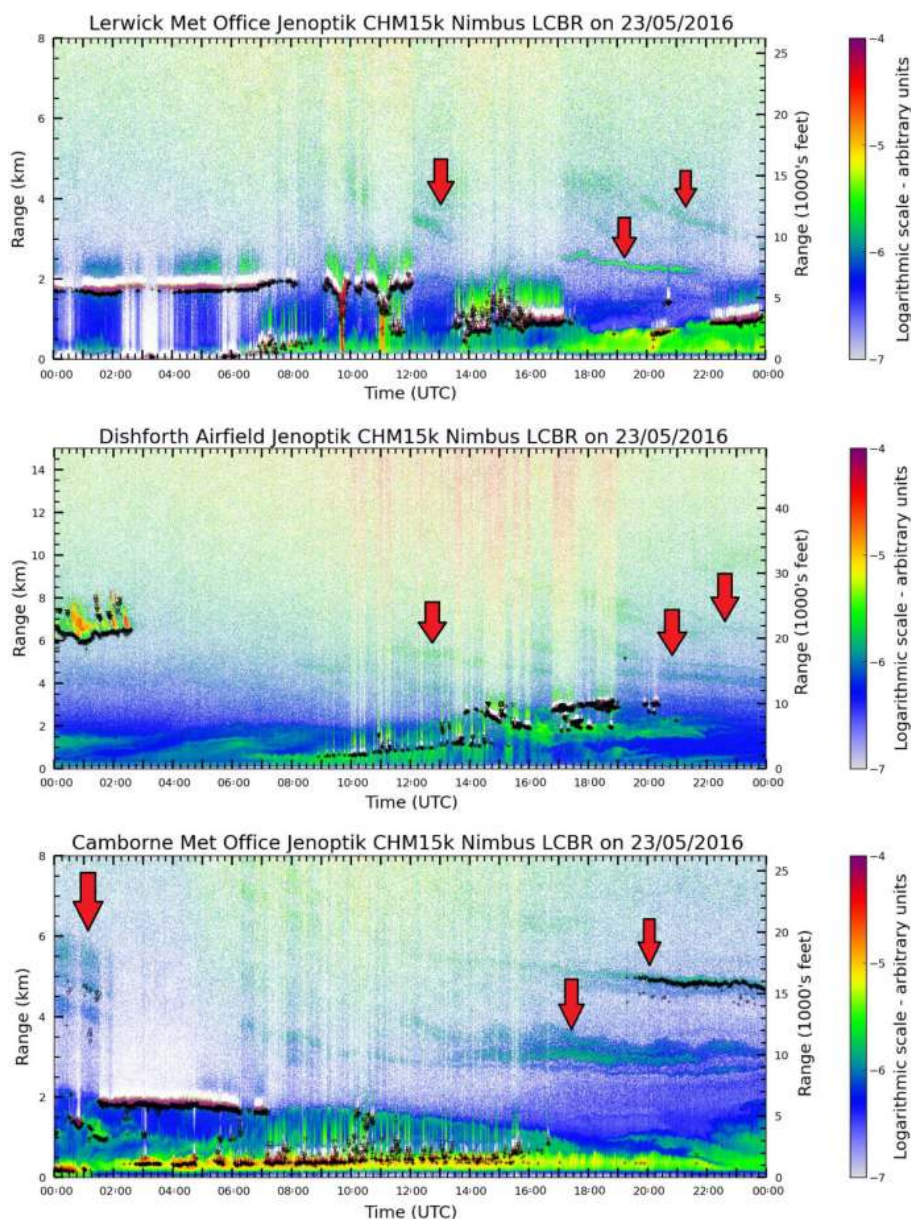 Lerwick Met Office Jenoptik CHM15k Nimbus LCBR on 23/05/2016
8
6
4
2
0
Range (km)
25
20
15
10
5
0
Range (1000's feet)
00:00 02:00 04:00 06:00 08:00 10:00 12:00 14:00 16:00 18:00 20:00 22:00 00:00
Time (UTC)
−4
−5
−6
−7
Logarithmic scale - arbitrary units
Dishforth Airfield Jenoptik CHM15k Nimbus LCBR on 23/05/2016
14
12
10
8
6
4
2
0
Range (km)
40
30
20
10
0
Range (1000's feet)
00:00 02:00 04:00 06:00 08:00 10:00 12:00 14:00 16:00 18:00 20:00 22:00 00:00
Time (UTC)
−4
−5
−6
−7
Logarithmic scale - arbitrary units
Camborne Met Office Jenoptik CHM15k Nimbus LCBR on 23/05/2016
8
6
4
2
0
Range (km)
25
20
15
10
5
0
Range (1000's feet)
00:00 02:00 04:00 06:00 08:00 10:00 12:00 14:00 16:00 18:00 20:00 22:00 00:00
Time (UTC)
−4
−5
−6
−7
Logarithmic scale - arbitrary units